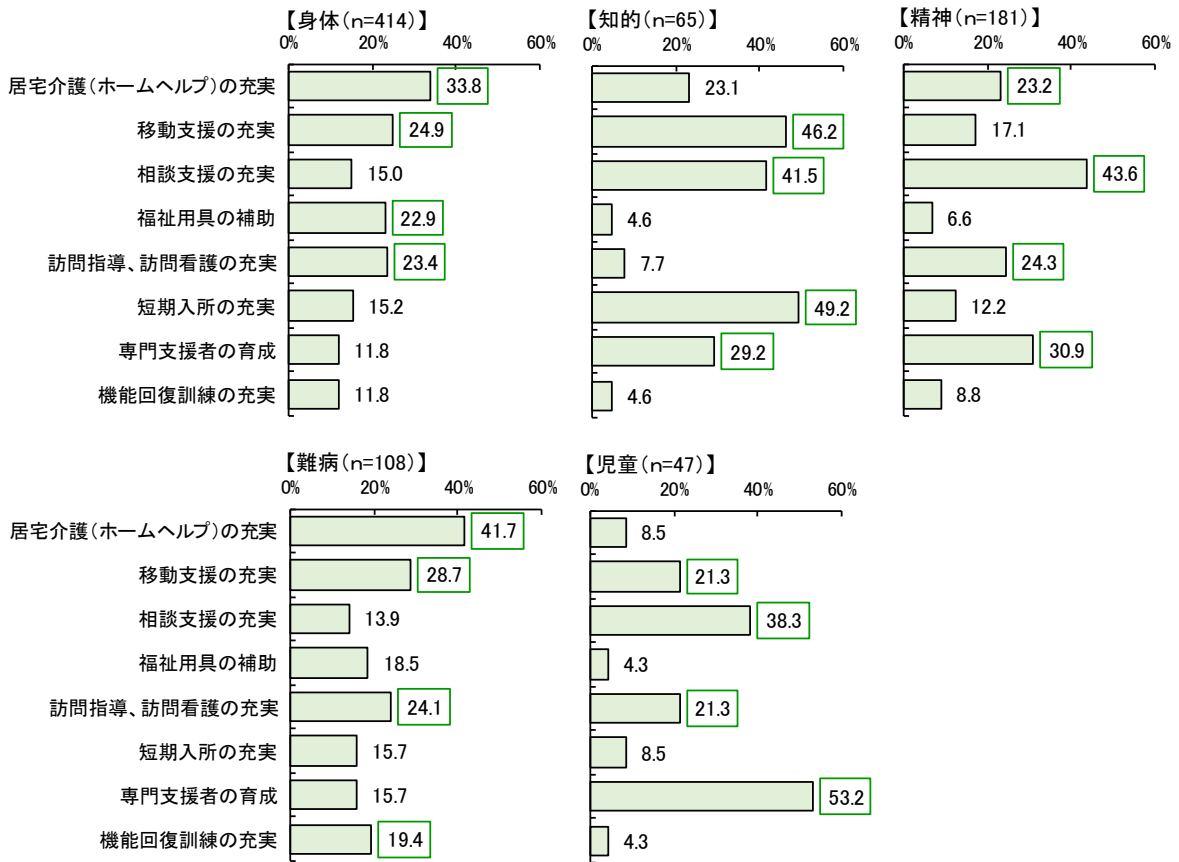 【身体(n=414)】 【知的(n=65)】 【精神(n=181)】
0% 20% 40% 60% 0% 20% 40% 60% 0% 20% 40% 60%
居宅介護(ホームヘルプ)の充実 33.8 23.1 23.2
移動支援の充実 24.9 46.2 17.1
相談支援の充実 15.0 41.5 43.6
福祉用具の補助 22.9 4.6 6.6
訪問指導、訪問看護の充実 23.4 7.7 24.3
短期入所の充実 15.2 49.2 12.2
専門支援者の育成 11.8 29.2 30.9
機能回復訓練の充実 11.8 4.6 8.8
【難病(n=108)】 【児童(n=47)】
0% 20% 40% 60% 0% 20% 40% 60%
居宅介護(ホームヘルプ)の充実 41.7 8.5
移動支援の充実 28.7 21.3
相談支援の充実 13.9 38.3
福祉用具の補助 18.5 4.3
訪問指導、訪問看護の充実 24.1 21.3
短期入所の充実 15.7 8.5
専門支援者の育成 15.7 53.2
機能回復訓練の充実 19.4 4.3